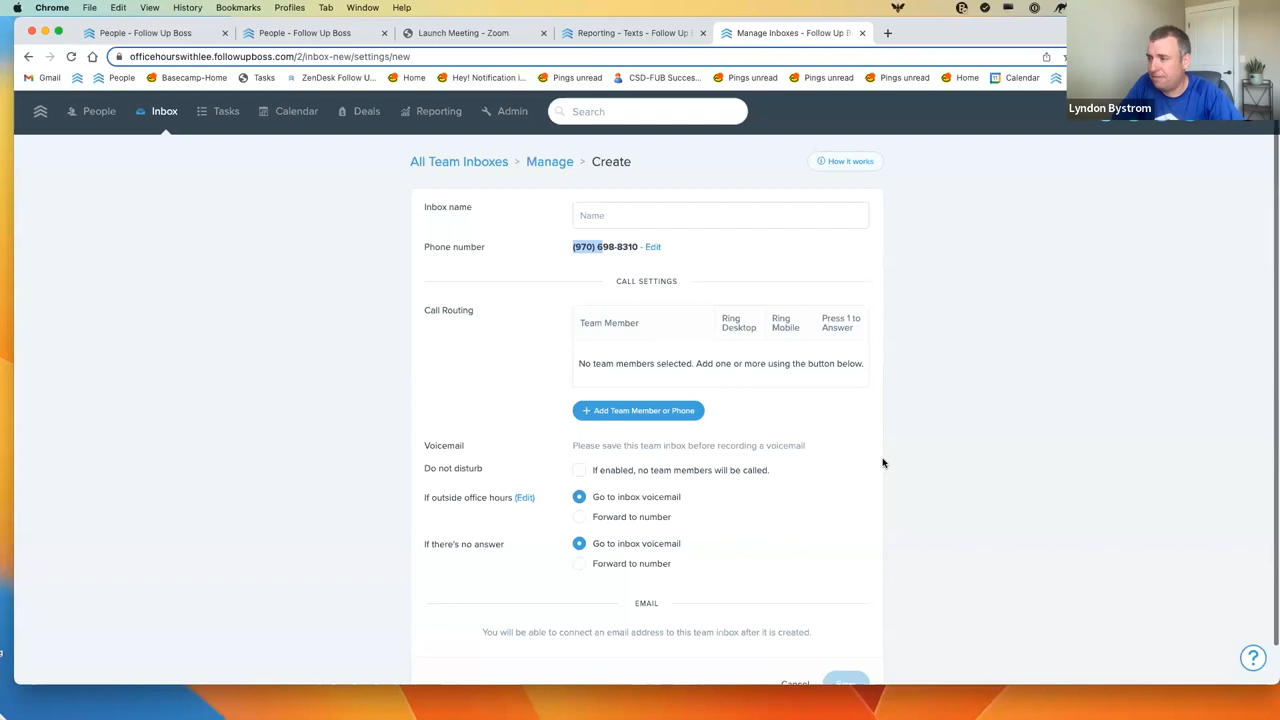 Chrome File Edit View History Bookmarks Profiles Tab Window Help
People - Follow Up Boss
People - Follow Up Boss
Launch Meeting - Zoom
Reporting - Texts - Follow Up
Manage Inboxes - Follow Up B
officehourswithlee.followupboss.com/2/inbox-new/settings/new
Gmail People Basecamp-Home Tasks ZenDesk Follow U... Home Hey! Notification i... Pings unread CSD-FUB Succes... Pings unread Pings unread Pings unread Home Calendar
Lyndon Bystrom
People Inbox Tasks Calendar Deals Reporting Admin Search
All Team Inboxes > Manage > Create
How it works
Inbox name
Name
Phone number
(970) 698-8310 - Edit
CALL SETTINGS
Call Routing
Team Member
Ring Desktop
Ring Mobile
Press 1 to Answer
No team members selected. Add one or more using the button below.
+ Add Team Member or Phone
Voicemail
Please save this team inbox before recording a voicemail
Do not disturb
If enabled, no team members will be called.
If outside office hours (Edit)
Go to inbox voicemail
Forward to number
If there's no answer
Go to inbox voicemail
Forward to number
EMAIL
You will be able to connect an email address to this team inbox after it is created.
Cancel
?